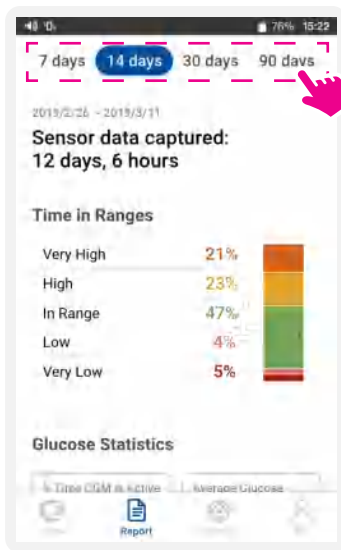 76% 15:22
7 days 14 days 30 days 90 days
2019/2/26 - 2019/3/11
Sensor data captured:
12 days, 6 hours
Time in Ranges
Very High 21%
High 23%
In Range 47%
Low 4%
Very Low 5%
Glucose Statistics
% Time CGM is Active Average Glucose
Report